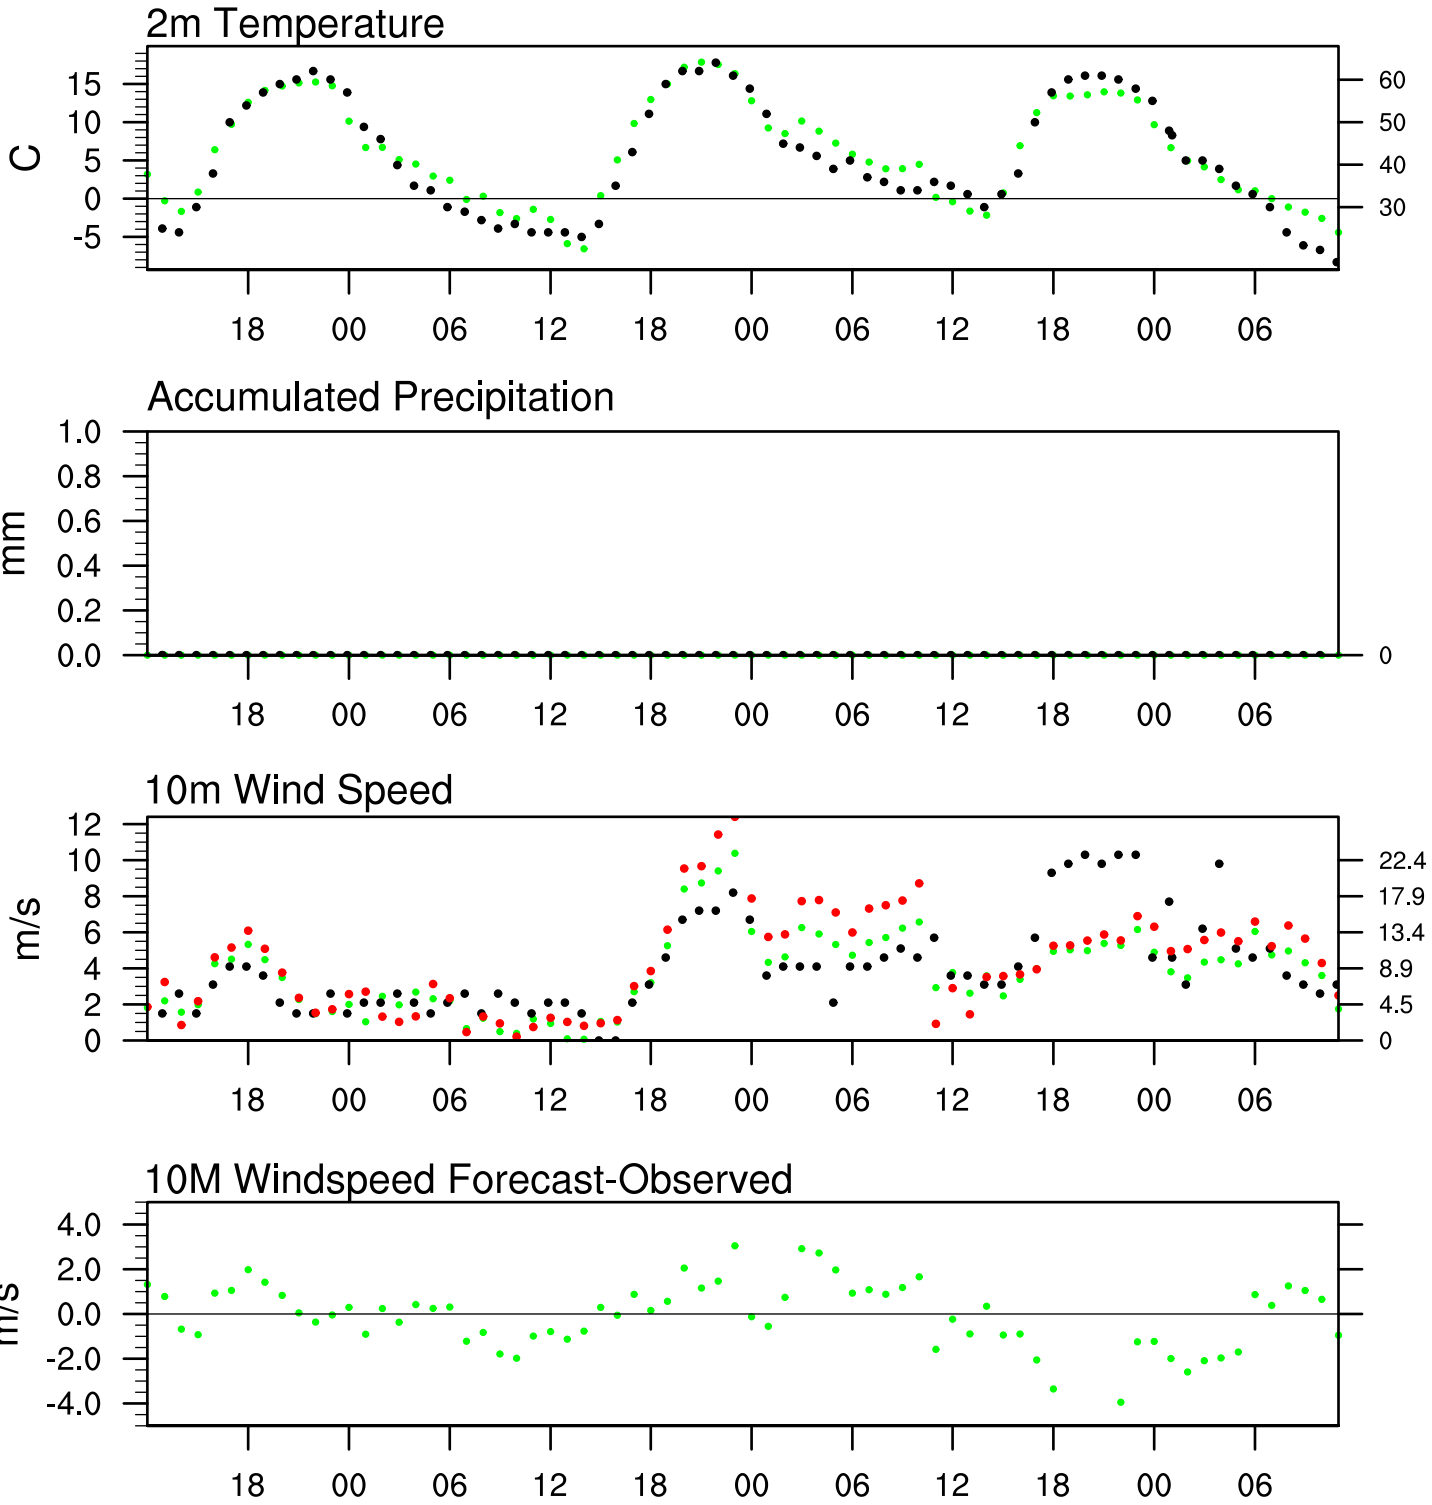 2m Temperature
C
15
10
5
0
-5
60
50
40
30
18 00 06 12 18 00 06 12 18 00 06
Accumulated Precipitation
mm
1.0
0.8
0.6
0.4
0.2
0.0
0
18 00 06 12 18 00 06 12 18 00 06
10m Wind Speed
m/s
12
10
8
6
4
2
0
22.4
17.9
13.4
8.9
4.5
0
18 00 06 12 18 00 06 12 18 00 06
10M Windspeed Forecast-Observed
m/s
4.0
2.0
0.0
-2.0
-4.0
18 00 06 12 18 00 06 12 18 00 06